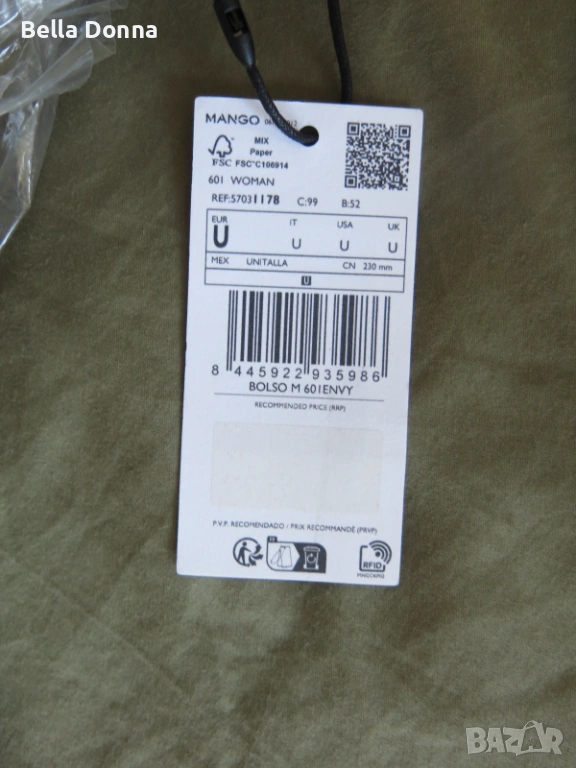 Bella Donna
MANGO
MIX
Paper
FSC FSC®C106914
601 WOMAN
REF:57031178 C:99 B:52
EUR IT USA UK
U U U U
MEX UNITALLA CN 230 mm
U
8 445922 935986
BOLSO M 601ENVY
RECOMMENDED PRICE (RRP)
P.V.P. RECOMENDADO / PRIX RECOMMANDÉ (PRVP)
RFID
BAZAR